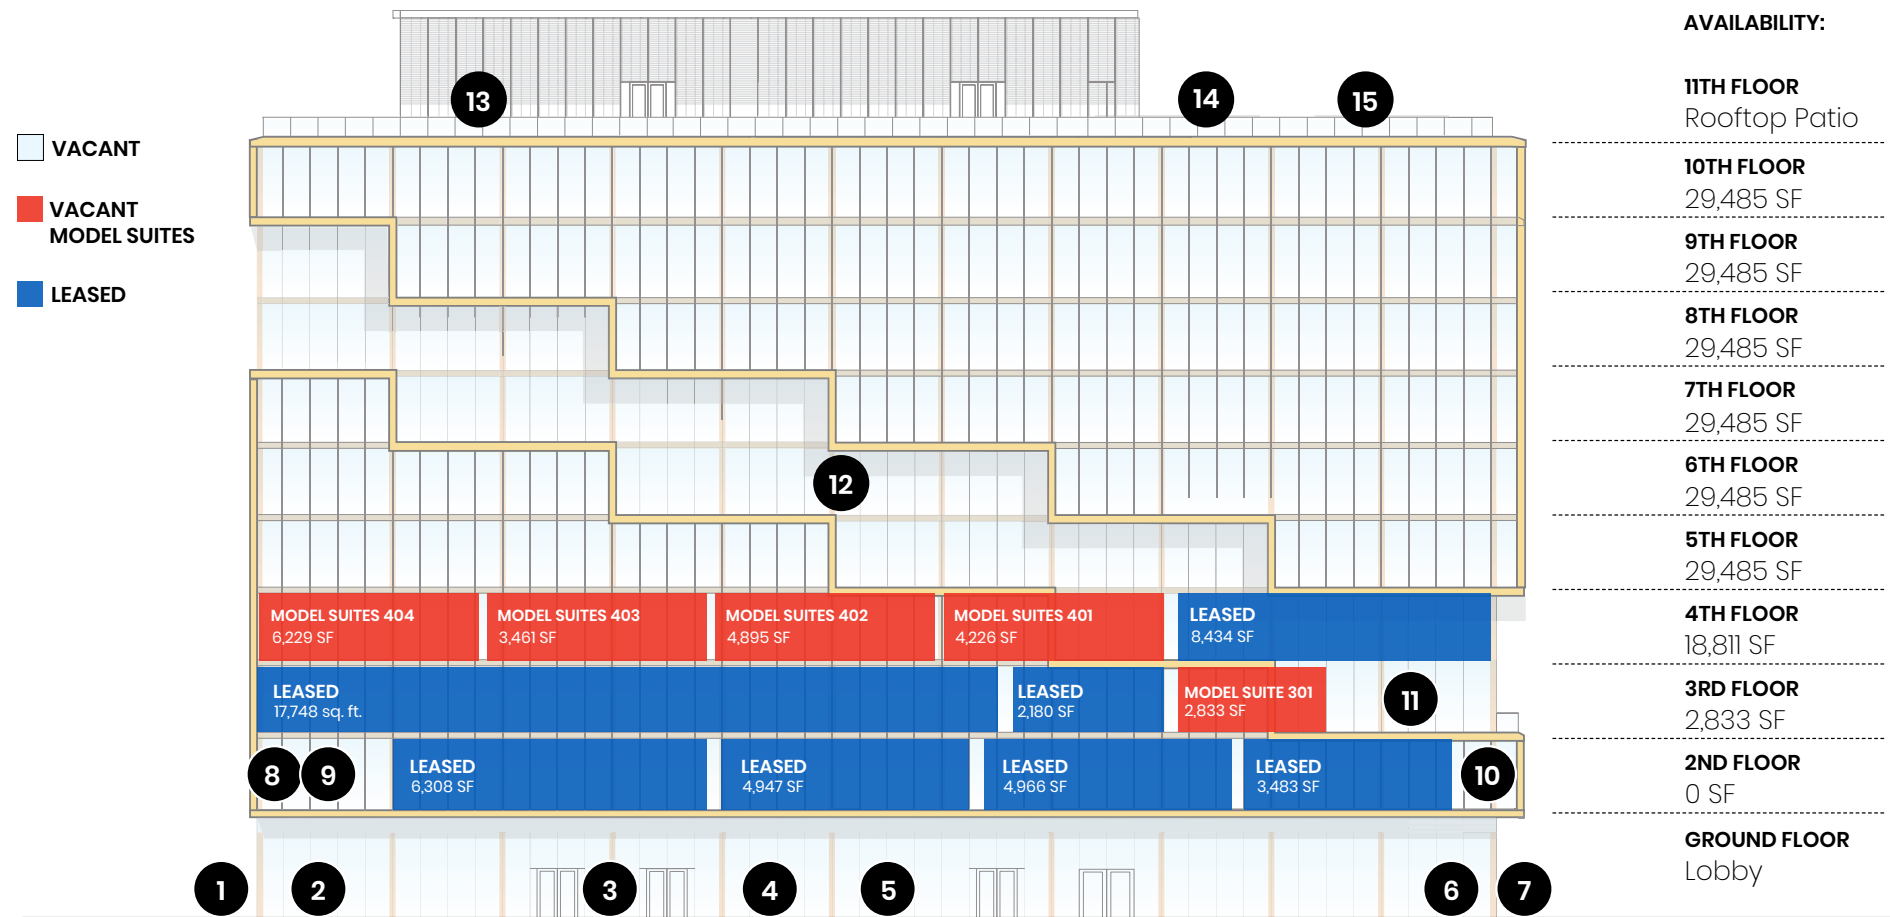 VACANT
VACANT
MODEL SUITES
LEASED
13
14
15
12
MODEL SUITES 404
6,229 SF
MODEL SUITES 403
3,461 SF
MODEL SUITES 402
4,895 SF
MODEL SUITES 401
4,226 SF
LEASED
8,434 SF
LEASED
17,748 sq. ft.
LEASED
2,180 SF
MODEL SUITE 301
2,833 SF
11
8
9
LEASED
6,308 SF
LEASED
4,947 SF
LEASED
4,966 SF
LEASED
3,483 SF
10
1
2
3
4
5
6
7
AVAILABILITY:
11TH FLOOR
Rooftop Patio
10TH FLOOR
29,485 SF
9TH FLOOR
29,485 SF
8TH FLOOR
29,485 SF
7TH FLOOR
29,485 SF
6TH FLOOR
29,485 SF
5TH FLOOR
29,485 SF
4TH FLOOR
18,811 SF
3RD FLOOR
2,833 SF
2ND FLOOR
0 SF
GROUND FLOOR
Lobby